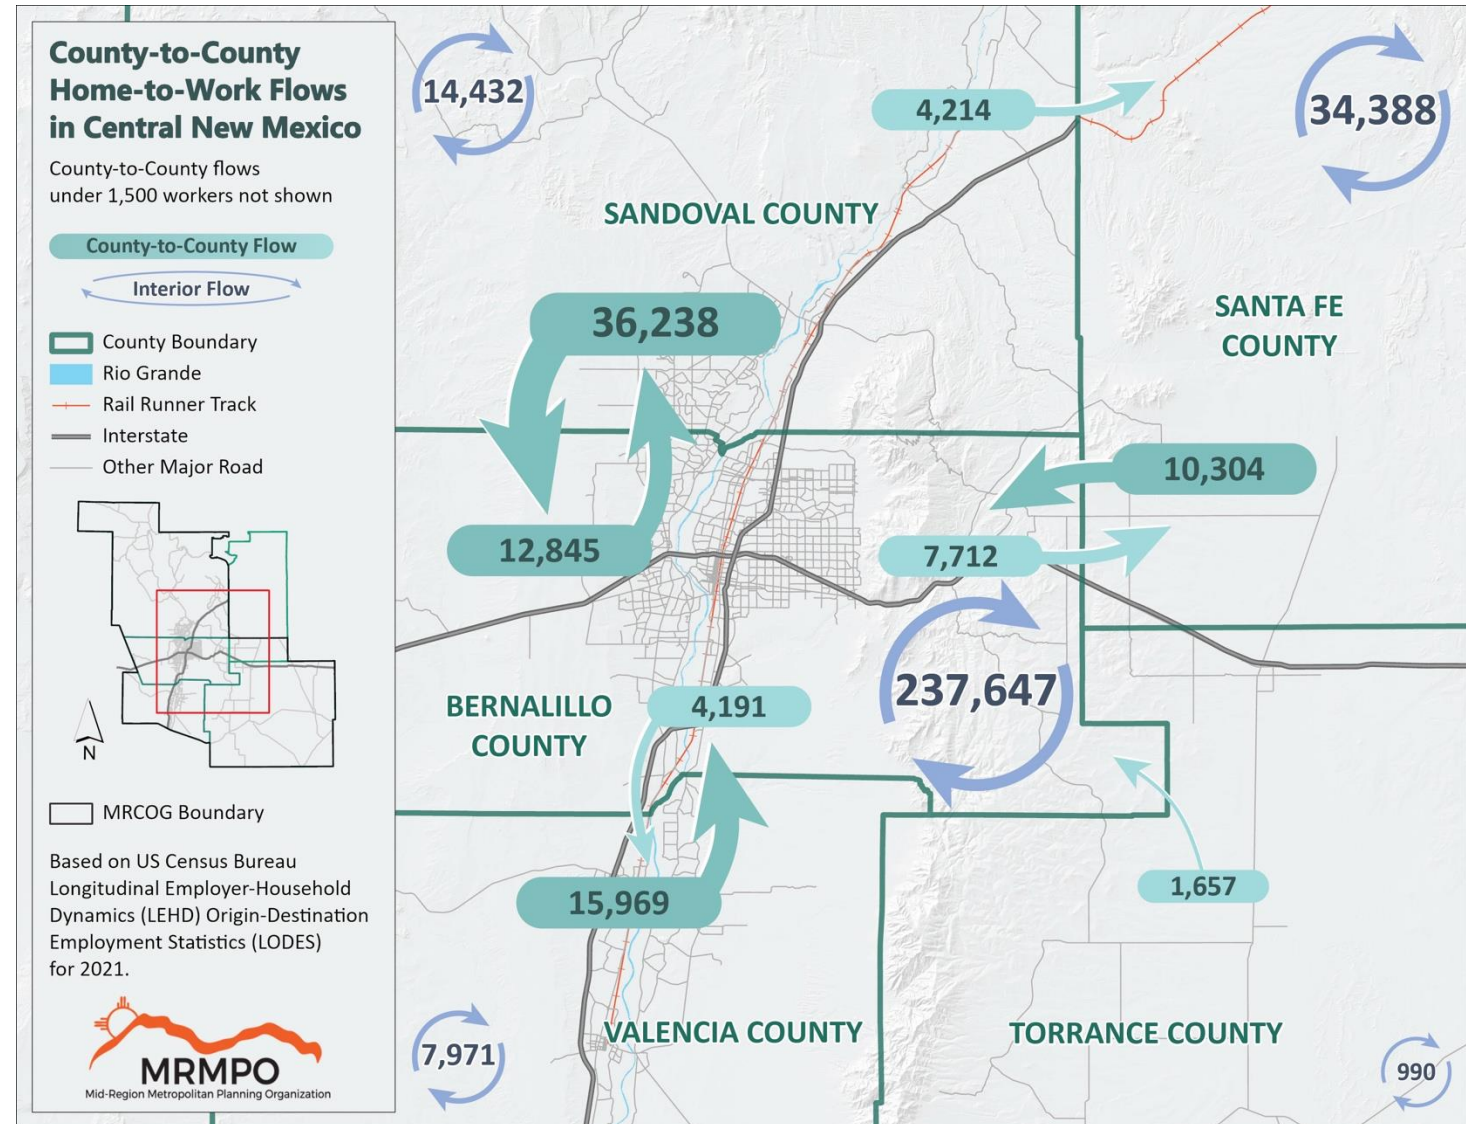 County-to-County
Home-to-Work Flows
in Central New Mexico
County-to-County flows
under 1,500 workers not shown
County-to-County Flow
Interior Flow
County Boundary
Rio Grande
Rail Runner Track
Interstate
Other Major Road
N
MRCOG Boundary
Based on US Census Bureau
Longitudinal Employer-Household
Dynamics (LEHD) Origin-Destination
Employment Statistics (LODES)
for 2021.
MRMPO
Mid-Region Metropolitan Planning Organization
14,432
4,214
34,388
SANDOVAL COUNTY
SANTA FE
COUNTY
36,238
10,304
12,845
7,712
237,647
BERNALILLO
COUNTY
4,191
15,969
1,657
VALENCIA COUNTY
TORRANCE COUNTY
7,971
990